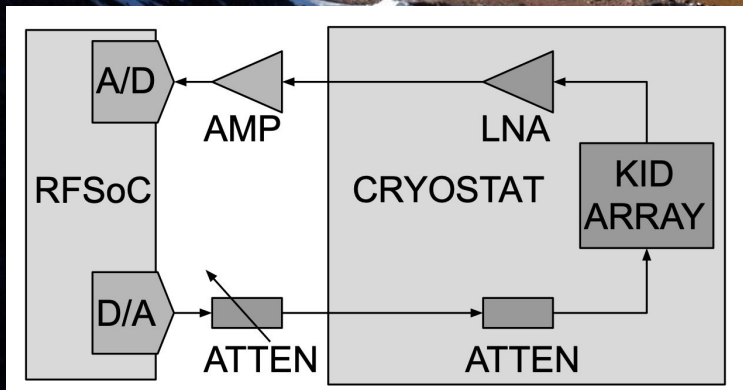 A/D
AMP
LNA
RFSoC
CRYOSTAT
KID
ARRAY
D/A
ATTEN
ATTEN